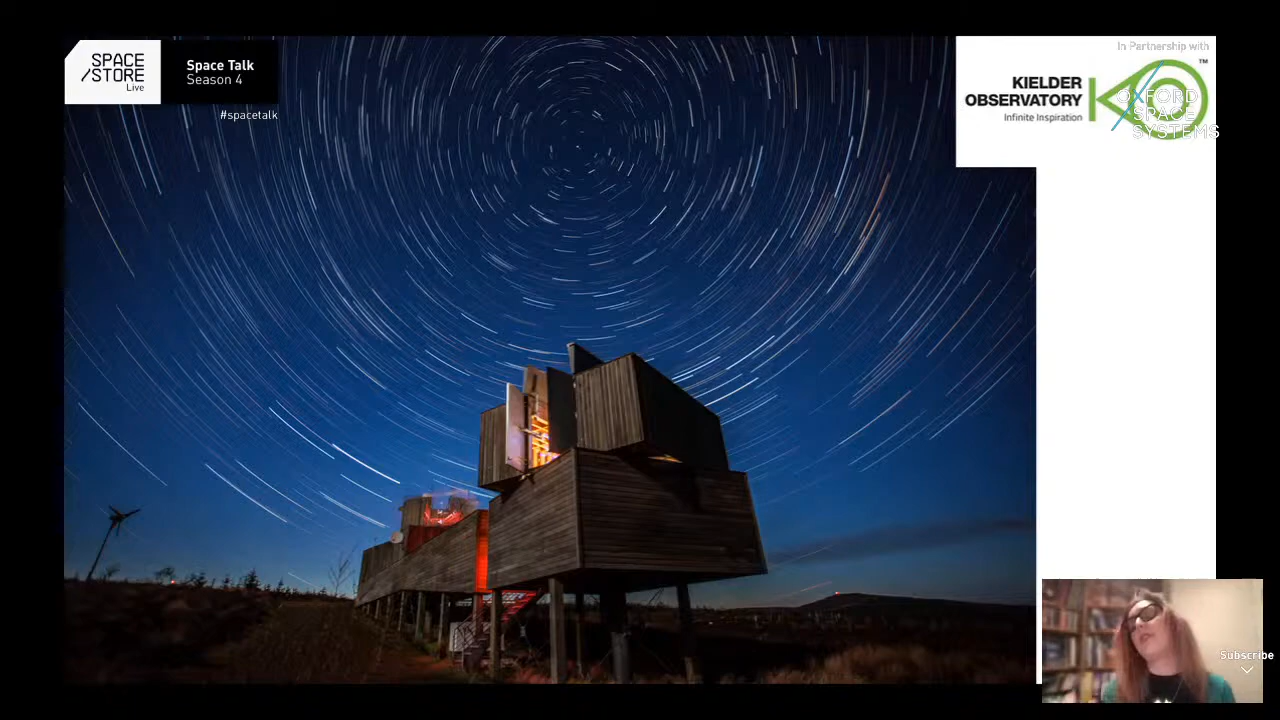 SPACE
STORE
Live
Space Talk
Season 4
#spacetalk
In Partnership with
KIELDER
OBSERVATORY
Infinite Inspiration
TM
OXFORD
SPACE
SYSTEMS
Subscribe